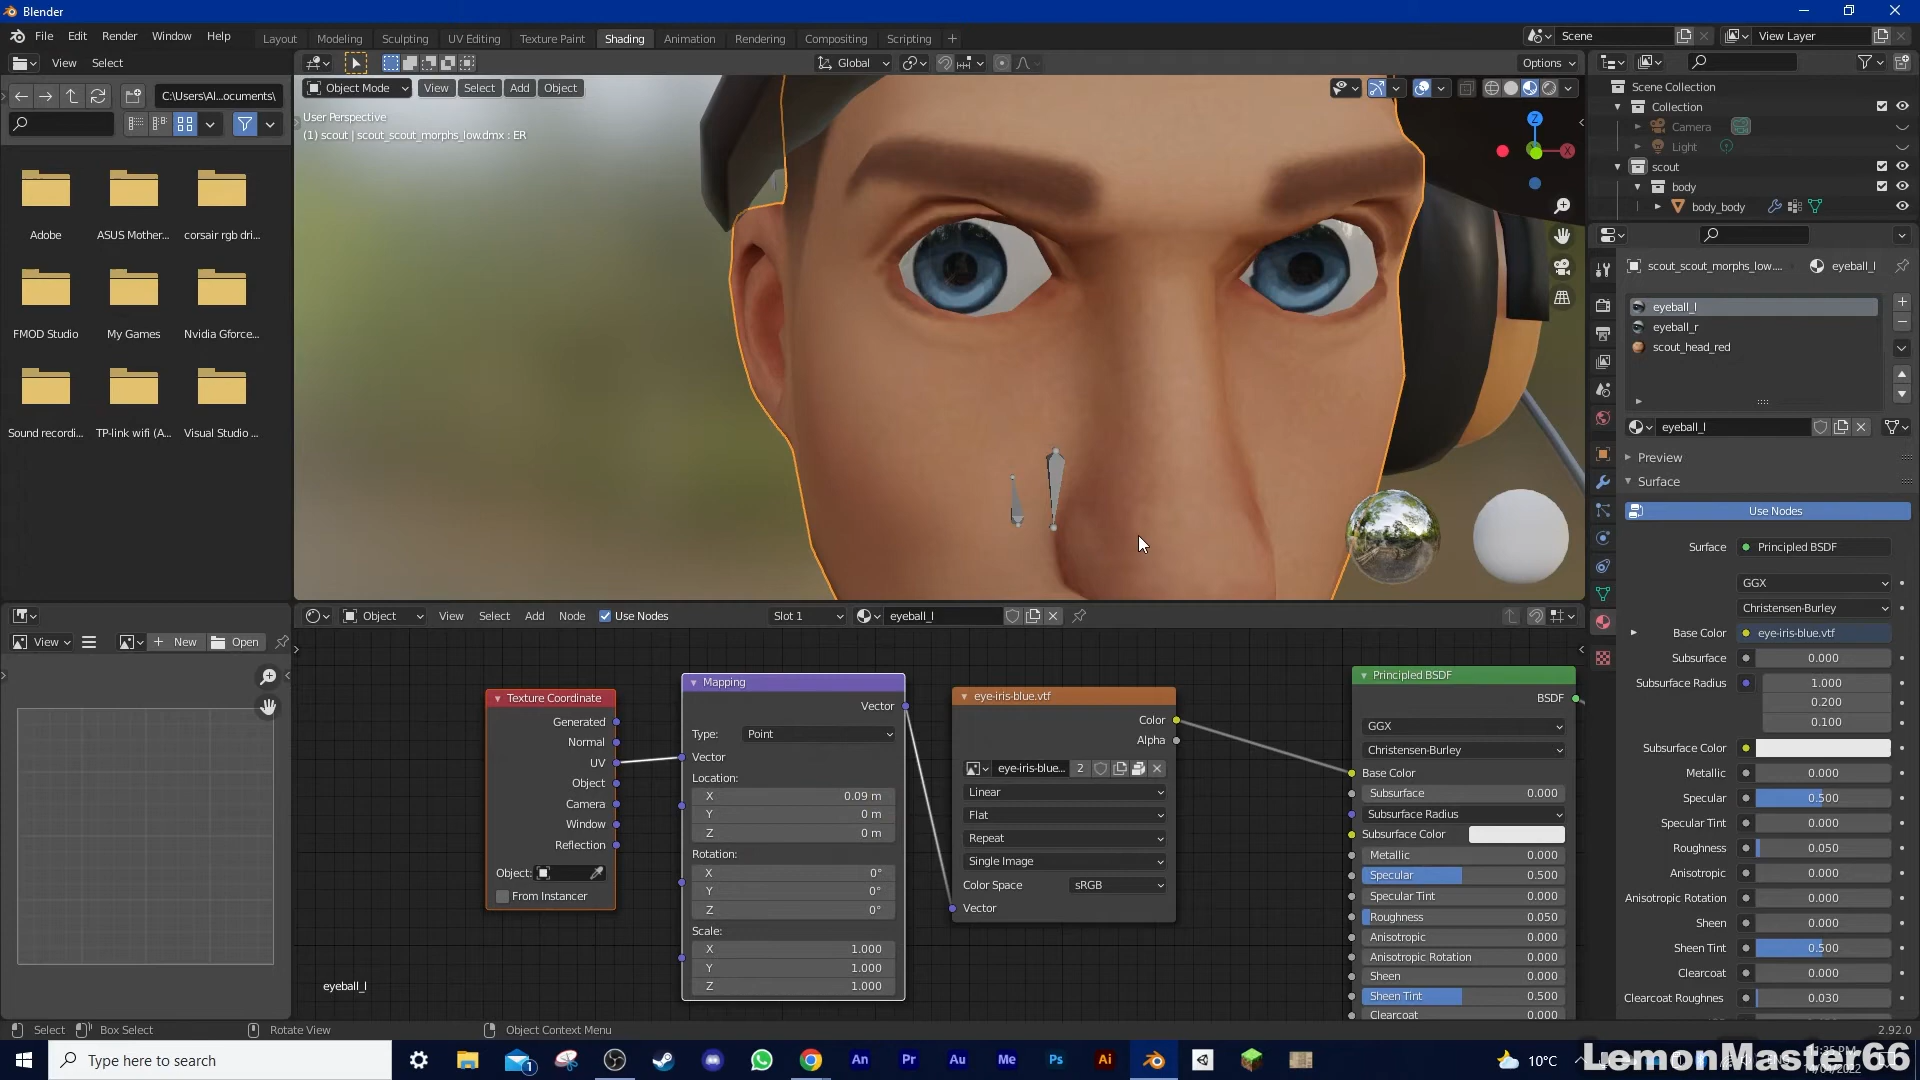 Blender
File Edit Render Window Help
Layout Modeling Sculpting UV Editing Texture Paint Shading Animation Rendering Compositing Scripting +
Scene
View Layer
View Select
Global
Options
C:\Users\Al...ocuments\
Object Mode
View Select Add Object
User Perspective
(1) scout | scout_scout_morphs_low.dmx : ER
Z
X
Scene Collection
Collection
Camera
Light
scout
body
body_body
Adobe
ASUS Mother...
corsair rgb dri...
FMOD Studio
My Games
Nvidia Gforce...
Sound recordi...
TP-link wifi (A...
Visual Studio ...
scout_scout_morphs_low....
eyeball_l
eyeball_l
eyeball_r
scout_head_red
eyeball_l
Preview
Surface
Use Nodes
Surface Principled BSDF
GGX
Christensen-Burley
Base Color eye-iris-blue.vtf
Subsurface 0.000
Subsurface Radius 1.000
0.200
0.100
Subsurface Color
Metallic 0.000
Specular 0.500
Specular Tint 0.000
Roughness 0.050
Anisotropic 0.000
Anisotropic Rotation 0.000
Sheen 0.000
Sheen Tint 0.500
Clearcoat 0.000
Clearcoat Roughnes 0.030
View
New
Open
Object
View Select Add Node Use Nodes
Slot 1
eyeball_l
Texture Coordinate
Generated
Normal
UV
Object
Camera
Window
Reflection
Object:
From Instancer
Mapping
Vector
Type: Point
Vector
Location:
X 0.09 m
Y 0 m
Z 0 m
Rotation:
X 0°
Y 0°
Z 0°
Scale:
X 1.000
Y 1.000
Z 1.000
eye-iris-blue.vtf
Color
Alpha
eye-iris-blue... 2
Linear
Flat
Repeat
Single Image
Color Space sRGB
Vector
Principled BSDF
BSDF
GGX
Christensen-Burley
Base Color
Subsurface 0.000
Subsurface Radius
Subsurface Color
Metallic 0.000
Specular 0.500
Specular Tint 0.000
Roughness 0.050
Anisotropic 0.000
Anisotropic Rotation 0.000
Sheen 0.000
Sheen Tint 0.500
Clearcoat 0.000
eyeball_l
Select
Box Select
Rotate View
Object Context Menu
2.92.0
Type here to search
1
An
Pr
Au
Me
Ps
Ai
10°C
LemonMaster66